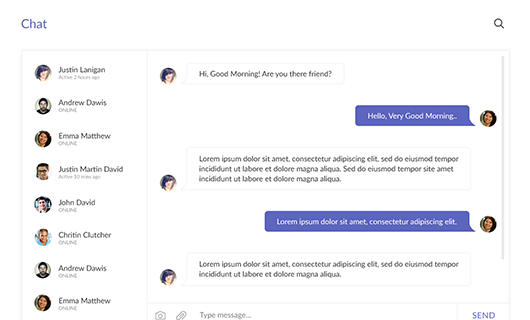 Chat
Justin Lanigan
Active 2 hours ago
Andrew Dawis
ONLINE
Emma Matthew
ONLINE
Justin Martin David
Active 10 mins ago
John David
ONLINE
Chritin Clutcher
ONLINE
Andrew Dawis
ONLINE
Emma Matthew
ONLINE
Hi, Good Morning! Are you there friend?
Hello, Very Good Morning..
Lorem ipsum dolor sit amet, consectetur adipiscing elit, sed do eiusmod tempor
incididunt ut labore et dolore magna aliqua. Sed do eiusmod tempor site amet
incididunt ut labore et dolore magna aliqua.
Lorem ipsum dolor sit amet, consectetur adipiscing elit.
Lorem ipsum dolor sit amet, consectetur adipiscing elit, sed do eiusmod tempor
incididunt ut labore et dolore magna aliqua.
Type message...
SEND